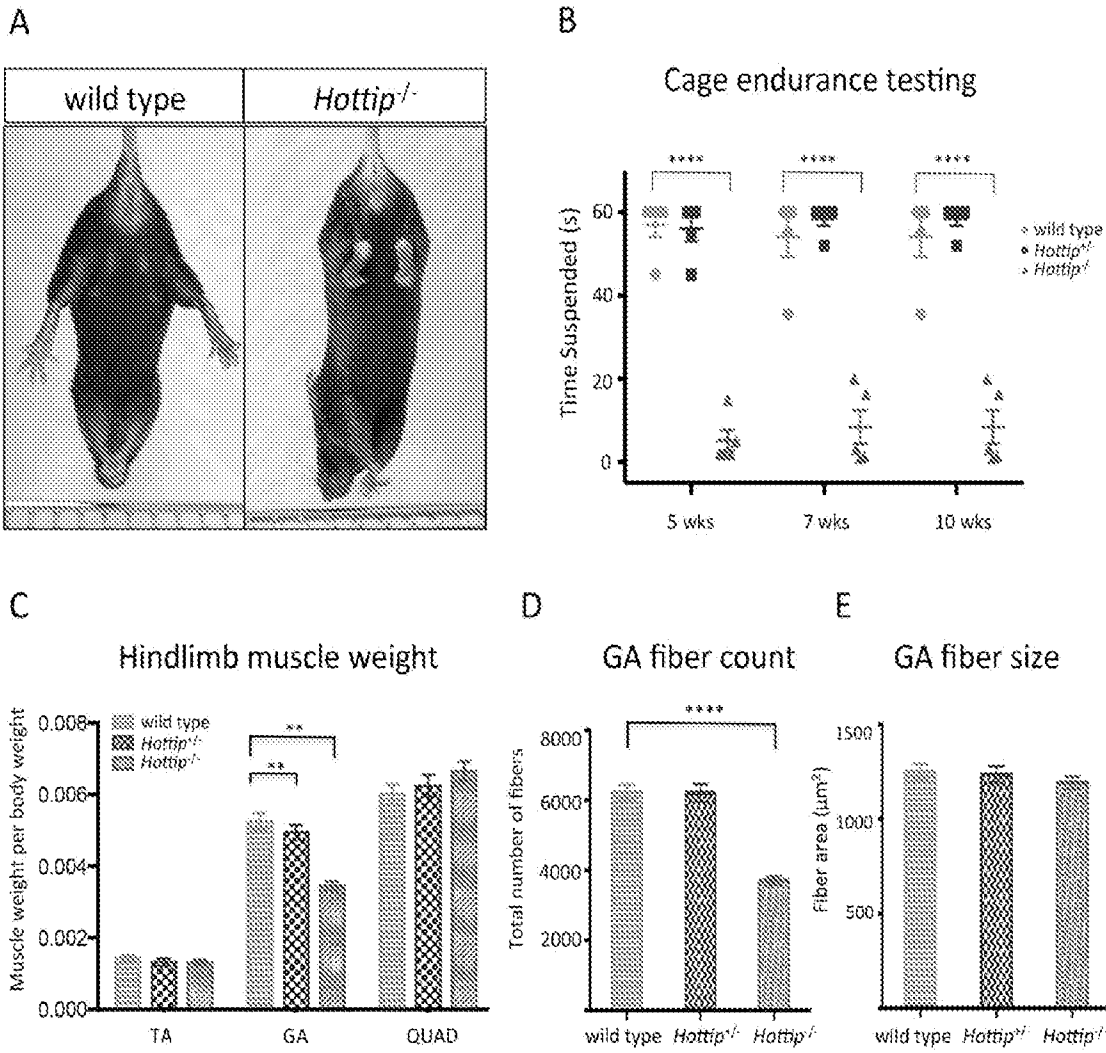 A
wild type
Hottip-/-
B
Cage endurance testing
****
****
****
Time Suspended (s)
60
40
20
0
5 wks
7 wks
10 wks
wild type
Hottip+/-
Hottip-/-
C
Hindlimb muscle weight
Muscle weight per body weight
0.008
0.006
0.004
0.002
0.000
wild type
Hottip+/-
Hottip-/-
**
**
TA
GA
QUAD
D
GA fiber count
****
Total number of fibers
8000
6000
4000
2000
wild type
Hottip+/-
Hottip-/-
E
GA fiber size
Fiber area (µm²)
1500
1000
500
wild type
Hottip+/-
Hottip-/-